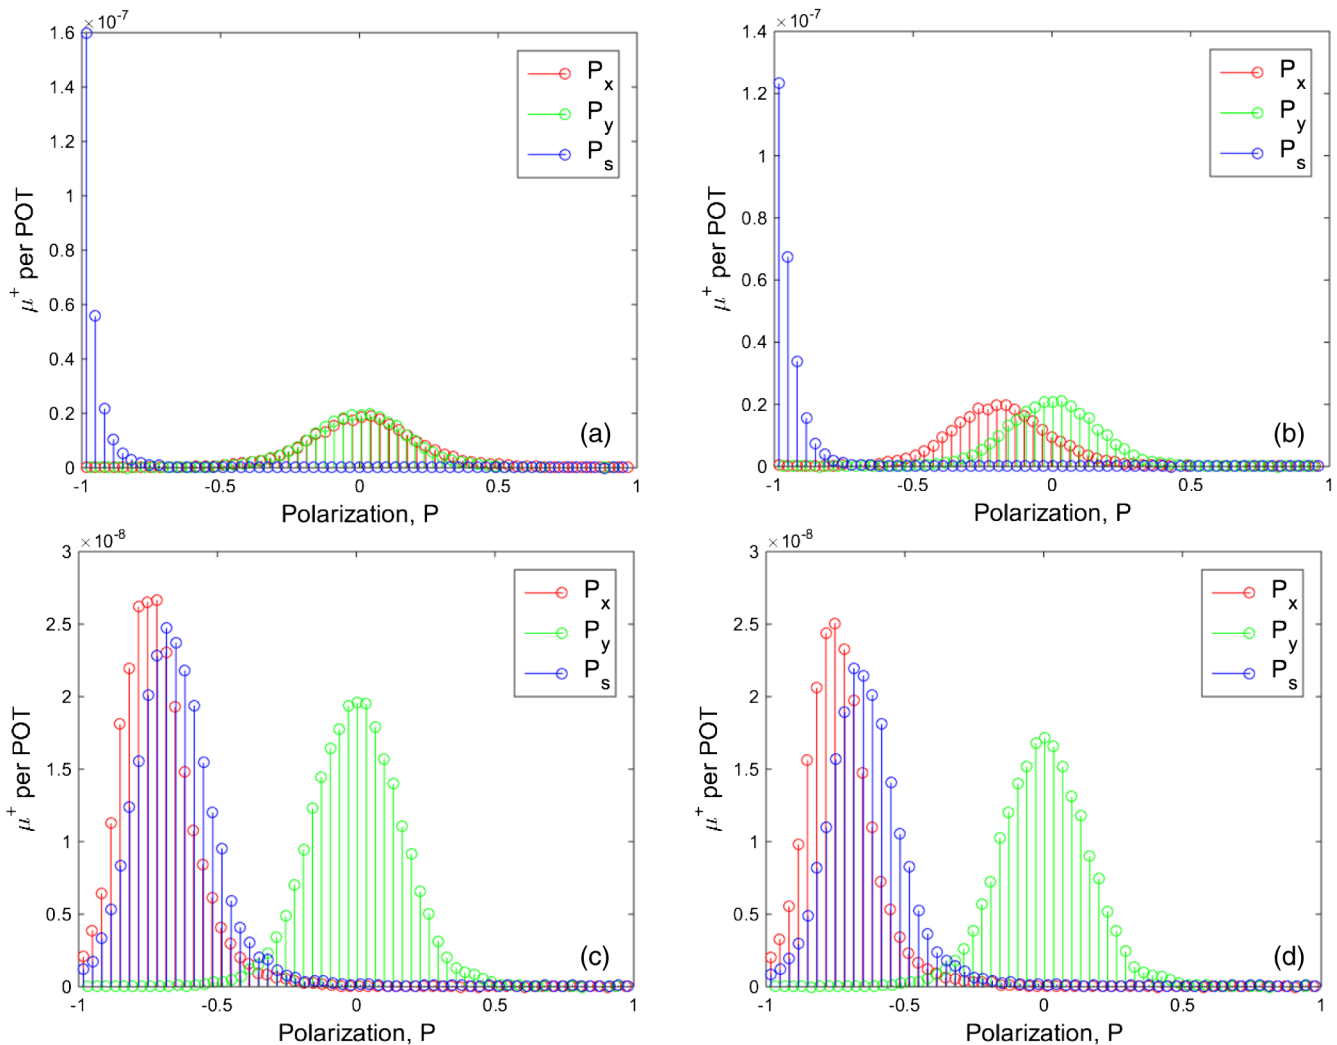 ×10⁻⁷
1.6
1.4
1.2
1
0.8
0.6
0.4
0.2
0
μ⁺ per POT
Pₓ
P_y
Pₛ
(a)
-1 -0.5 0 0.5 1
Polarization, P
×10⁻⁷
1.4
1.2
1
0.8
0.6
0.4
0.2
0
μ⁺ per POT
Pₓ
P_y
Pₛ
(b)
-1 -0.5 0 0.5 1
Polarization, P
×10⁻⁸
3
2.5
2
1.5
1
0.5
0
μ⁺ per POT
Pₓ
P_y
Pₛ
(c)
-1 -0.5 0 0.5 1
Polarization, P
×10⁻⁸
3
2.5
2
1.5
1
0.5
0
μ⁺ per POT
Pₓ
P_y
Pₛ
(d)
-1 -0.5 0 0.5 1
Polarization, P